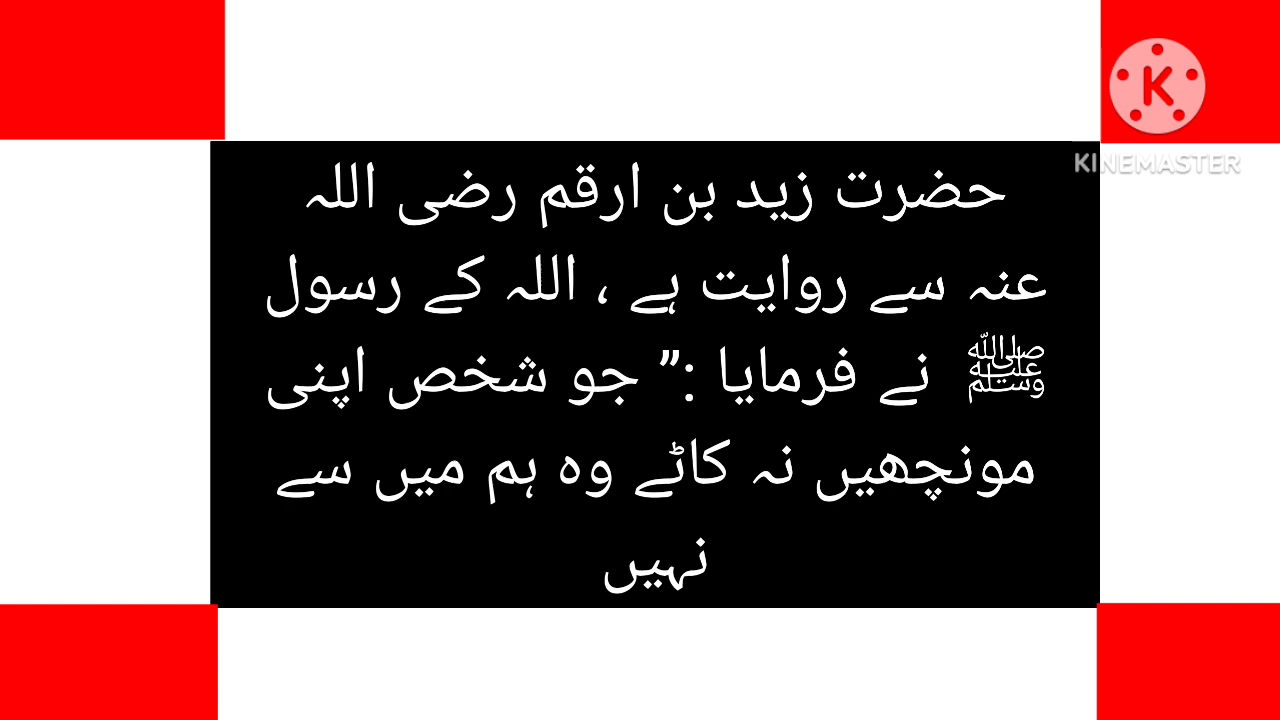 K
KINEMASTER
حضرت زید بن ارقم رضی اللہ
عنہ سے روایت ہے ، اللہ کے رسول
ﷺ نے فرمایا :” جو شخص اپنی
مونچھیں نہ کاٹے وہ ہم میں سے
نہیں